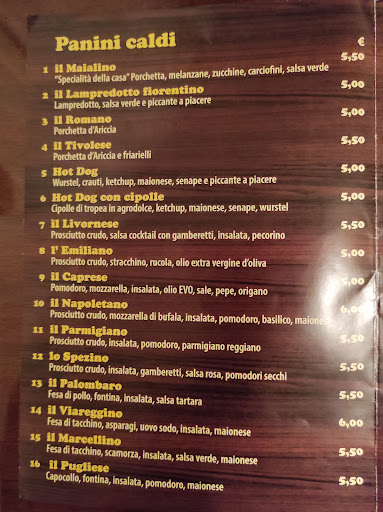 Panini caldi €
1 il Maialino 5,50
"Specialità della casa" Porchetta, melanzane, zucchine, carciofini, salsa verde
2 il Lampredotto fiorentino 5,00
Lampredotto, salsa verde e piccante a piacere
3 il Romano 5,00
Porchetta d'Ariccia
4 il Tivolese 5,50
Porchetta d'Ariccia e friarielli
5 Hot Dog 5,00
Wurstel, crauti, ketchup, maionese, senape e piccante a piacere
6 Hot Dog con cipolle 5,00
Cipolle di tropea in agrodolce, ketchup, maionese, senape, wurstel
7 il Livornese 5,50
Prosciutto crudo, salsa cocktail con gamberetti, insalata, pecorino
8 l' Emiliano 5,00
Prosciutto crudo, stracchino, rucola, olio extra vergine d'oliva
9 il Caprese 5,00
Pomodoro, mozzarella, insalata, olio EVO, sale, pepe, origano
10 il Napoletano 5,50
Prosciutto crudo, mozzarella di bufala, insalata, pomodoro, basilico, maionese
11 il Parmigiano 5,50
Prosciutto crudo, insalata, pomodoro, parmigiano reggiano
12 lo Spezino 5,50
Prosciutto crudo, insalata, gamberetti, salsa rosa, pomodori secchi
13 il Palombaro 5,50
Fesa di pollo, fontina, insalata, salsa tartara
14 il Viareggino 6,00
Fesa di tacchino, asparagi, uovo sodo, insalata, maionese
15 il Marcellino 5,50
Fesa di tacchino, scamorza, insalata, salsa verde, maionese
16 il Pugliese 5,50
Capocollo, fontina, insalata, pomodoro, maionese